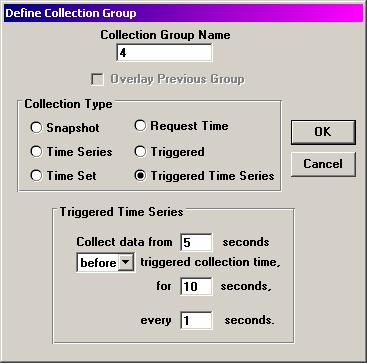 Define Collection Group
Collection Group Name
4
Overlay Previous Group
Collection Type
Snapshot
Request Time
Time Series
Triggered
Time Set
Triggered Time Series
OK
Cancel
Triggered Time Series
Collect data from 5 seconds
before triggered collection time,
for 10 seconds,
every 1 seconds.